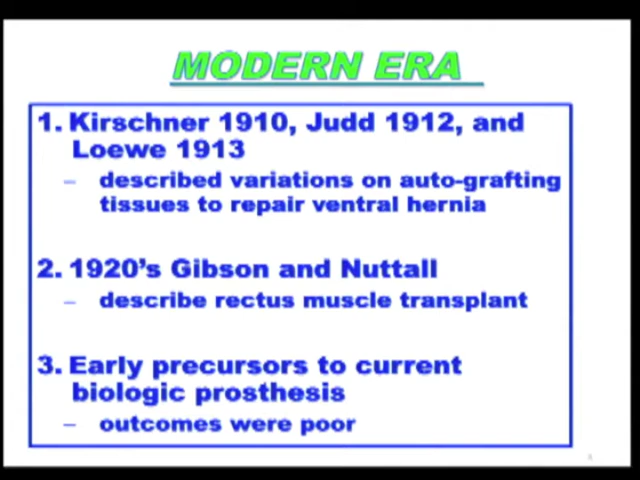 MODERN ERA
1. Kirschner 1910, Judd 1912, and
Loewe 1913
– described variations on auto-grafting
tissues to repair ventral hernia
2. 1920's Gibson and Nuttall
– describe rectus muscle transplant
3. Early precursors to current
biologic prosthesis
– outcomes were poor